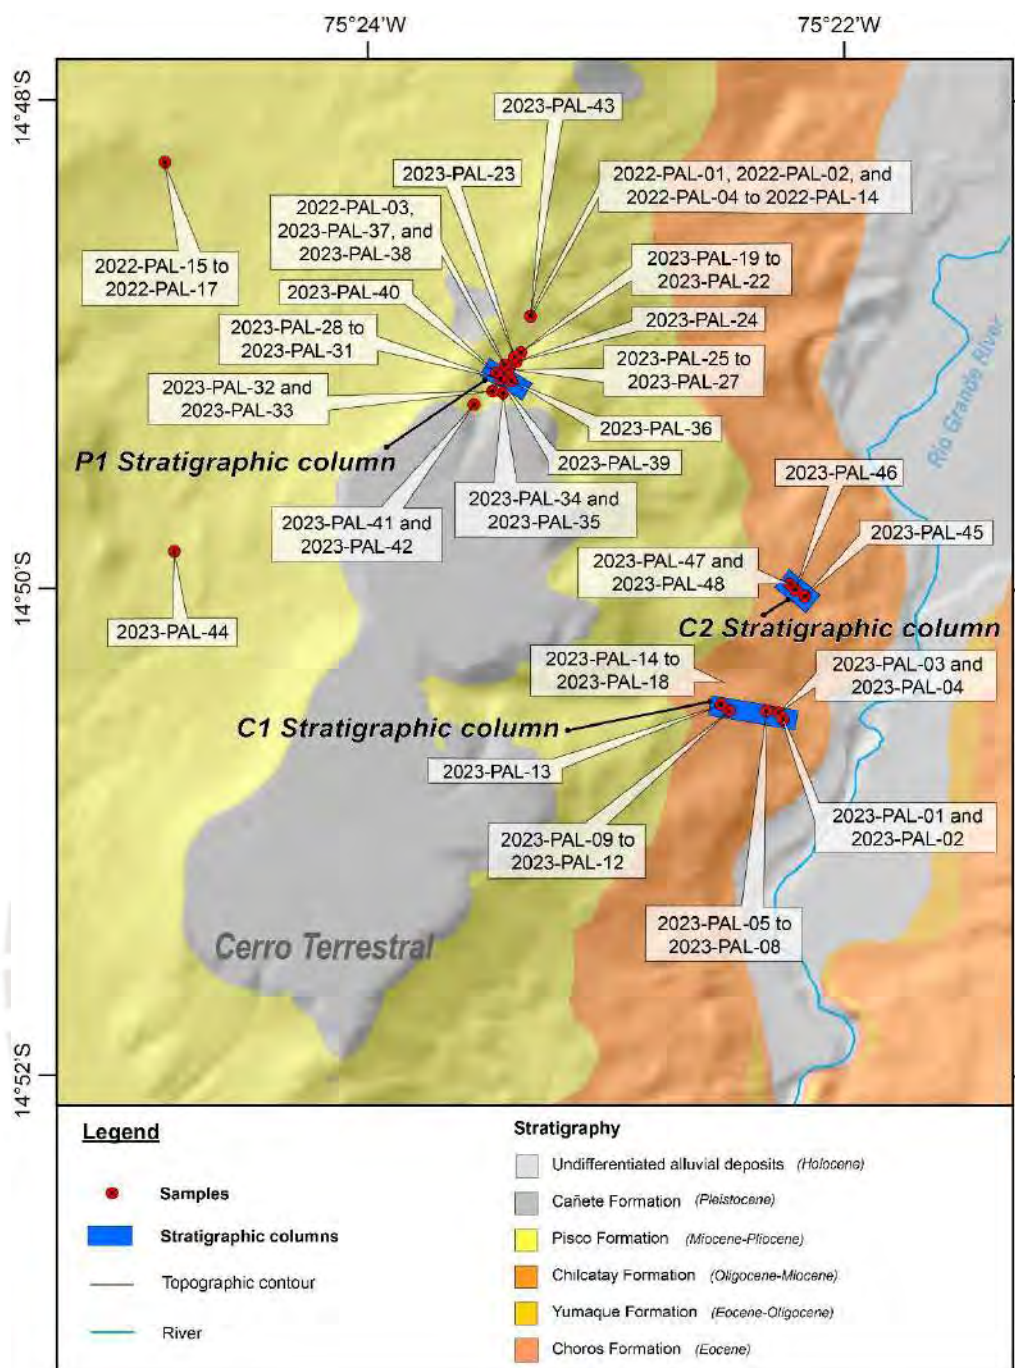 75°24'W
75°22'W
14°48'S
2023-PAL-43
2023-PAL-23
2022-PAL-01, 2022-PAL-02, and
2022-PAL-04 to 2022-PAL-14
2022-PAL-03,
2023-PAL-37, and
2023-PAL-38
2022-PAL-15 to
2022-PAL-17
2023-PAL-19 to
2023-PAL-22
2023-PAL-40
2023-PAL-24
2023-PAL-28 to
2023-PAL-31
2023-PAL-25 to
2023-PAL-27
2023-PAL-32 and
2023-PAL-33
2023-PAL-36
P1 Stratigraphic column
2023-PAL-39
Rio Grande River
2023-PAL-46
2023-PAL-34 and
2023-PAL-35
2023-PAL-41 and
2023-PAL-42
2023-PAL-45
2023-PAL-47 and
2023-PAL-48
14°50'S
2023-PAL-44
C2 Stratigraphic column
2023-PAL-14 to
2023-PAL-18
2023-PAL-03 and
2023-PAL-04
C1 Stratigraphic column
2023-PAL-13
2023-PAL-01 and
2023-PAL-02
2023-PAL-09 to
2023-PAL-12
2023-PAL-05 to
2023-PAL-08
Cerro Terrestral
14°52'S
Legend
Samples
Stratigraphic columns
Topographic contour
River
Stratigraphy
Undifferentiated alluvial deposits (Holocene)
Cañete Formation (Pleistocene)
Pisco Formation (Miocene-Pliocene)
Chilcatay Formation (Oligocene-Miocene)
Yumaque Formation (Eocene-Oligocene)
Choros Formation (Eocene)